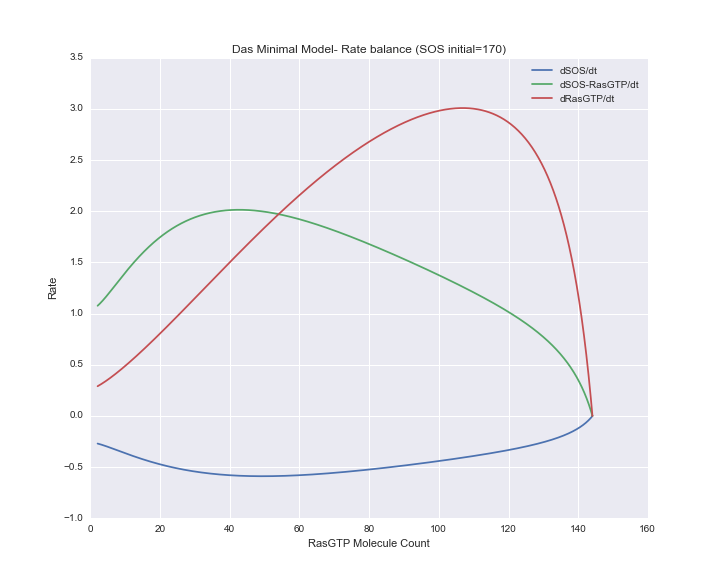 Das Minimal Model- Rate balance (SOS initial=170)
3.5
3.0
2.5
2.0
1.5
1.0
0.5
0.0
−0.5
−1.0
Rate
dSOS/dt
dSOS-RasGTP/dt
dRasGTP/dt
0 20 40 60 80 100 120 140 160
RasGTP Molecule Count